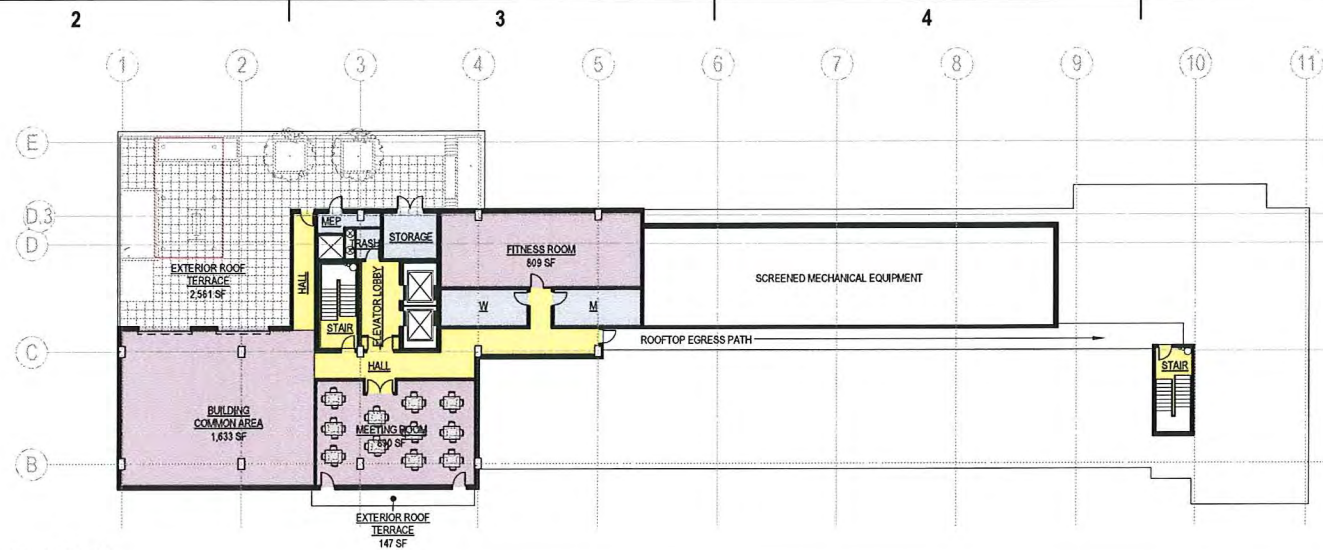 2
3
4
1
2
3
4
5
6
7
8
9
10
11
E
D.3
D
C
B
MEP
TRASH
STORAGE
FITNESS ROOM
809 SF
EXTERIOR ROOF
TERRACE
2,561 SF
HALL
ELEVATOR LOBBY
STAIR
W
M
SCREENED MECHANICAL EQUIPMENT
ROOFTOP EGRESS PATH
STAIR
HALL
BUILDING
COMMON AREA
1,633 SF
MEETING ROOM
EXTERIOR ROOF
TERRACE
147 SF